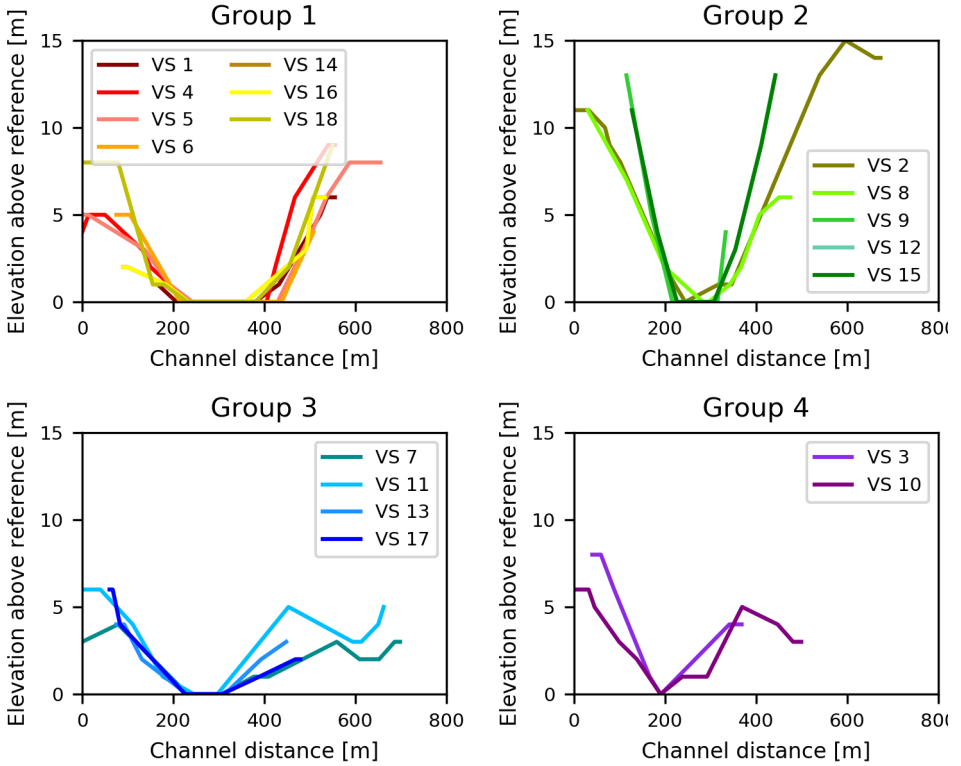 Group 1
Elevation above reference [m]
15
10
5
0
VS 1
VS 4
VS 5
VS 6
VS 14
VS 16
VS 18
0 200 400 600 800
Channel distance [m]
Group 2
Elevation above reference [m]
15
10
5
0
VS 2
VS 8
VS 9
VS 12
VS 15
0 200 400 600 80
Channel distance [m]
Group 3
Elevation above reference [m]
15
10
5
0
VS 7
VS 11
VS 13
VS 17
0 200 400 600 800
Channel distance [m]
Group 4
Elevation above reference [m]
15
10
5
0
VS 3
VS 10
0 200 400 600 80
Channel distance [m]